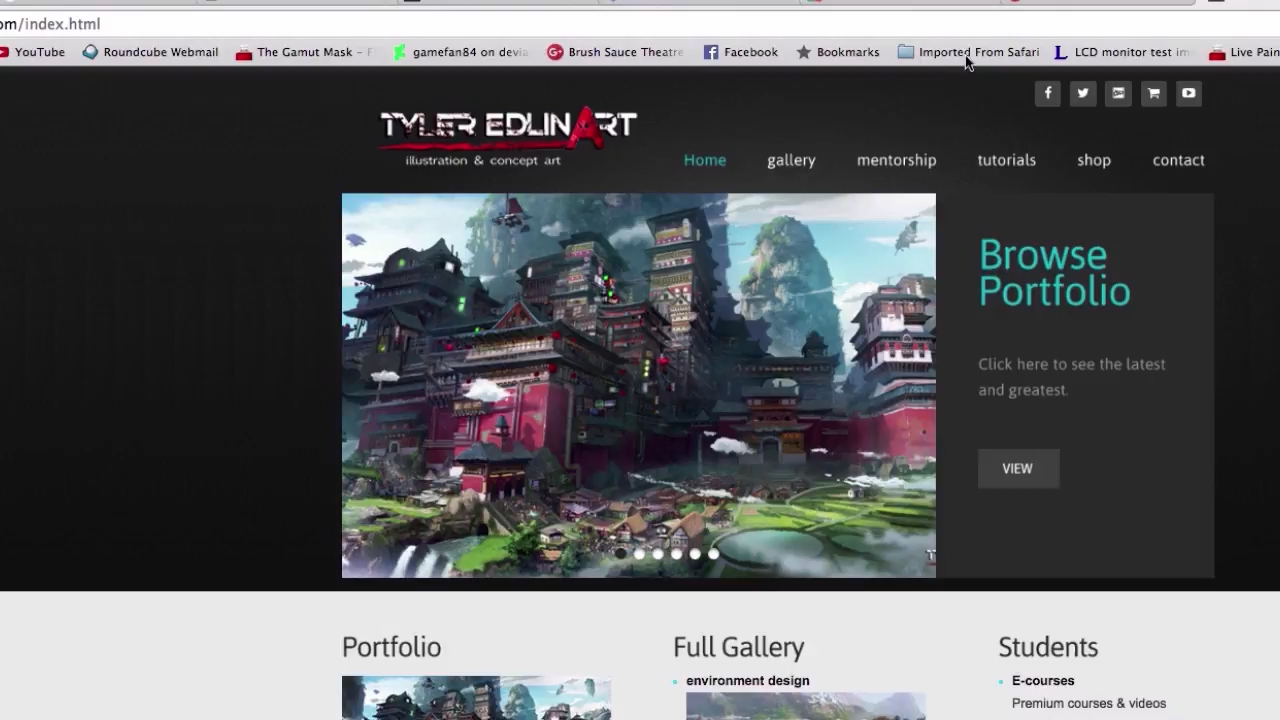 om/index.html
YouTube Roundcube Webmail The Gamut Mask - gamefan84 on devia Brush Sauce Theatre Facebook Bookmarks Imported From Safari LCD monitor test im Live Pain
TYLER EDLIN ART
illustration & concept art
Home gallery mentorship tutorials shop contact
Browse
Portfolio
Click here to see the latest
and greatest.
VIEW
Portfolio Full Gallery Students
environment design E-courses
Premium courses & videos